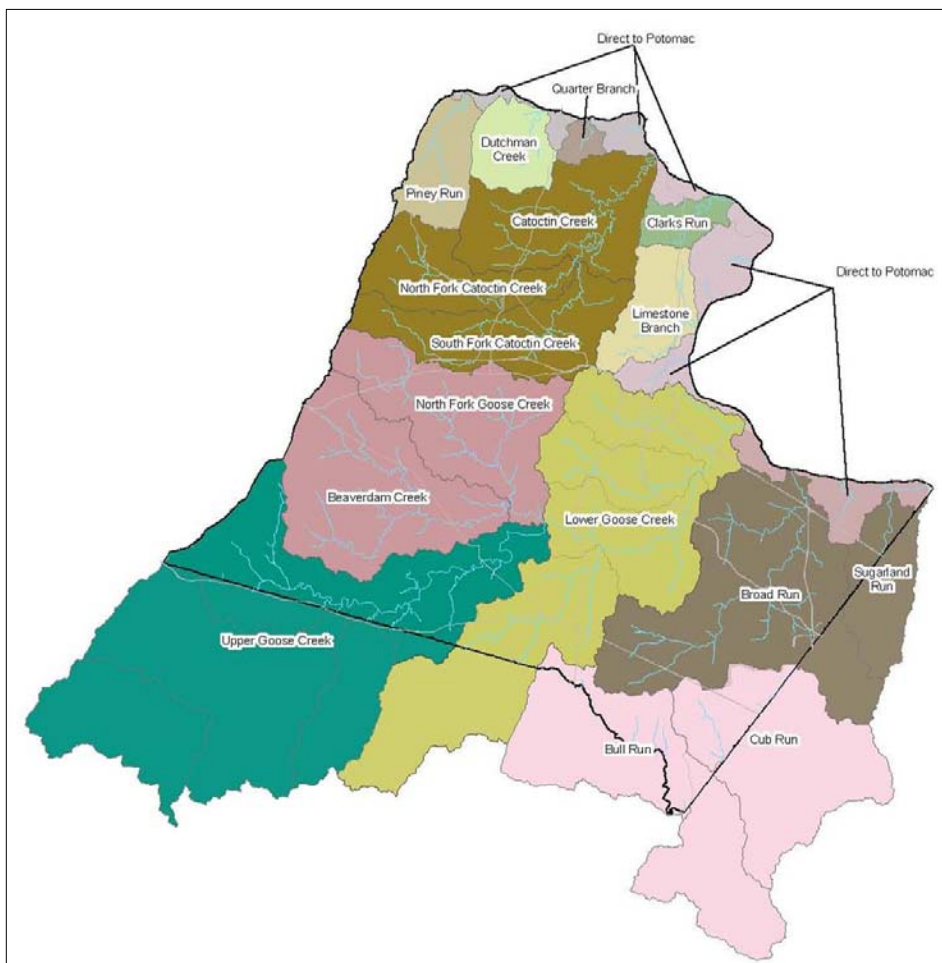 Direct to Potomac
Quarter Branch
Dutchman
Creek
Piney Run
Catoctin Creek
Clarks Run
Direct to Potomac
North Fork Catoctin Creek
Limestone
Branch
South Fork Catoctin Creek
North Fork Goose Creek
Beaverdam Creek
Lower Goose Creek
Sugarland
Run
Broad Run
Upper Goose Creek
Cub Run
Bull Run